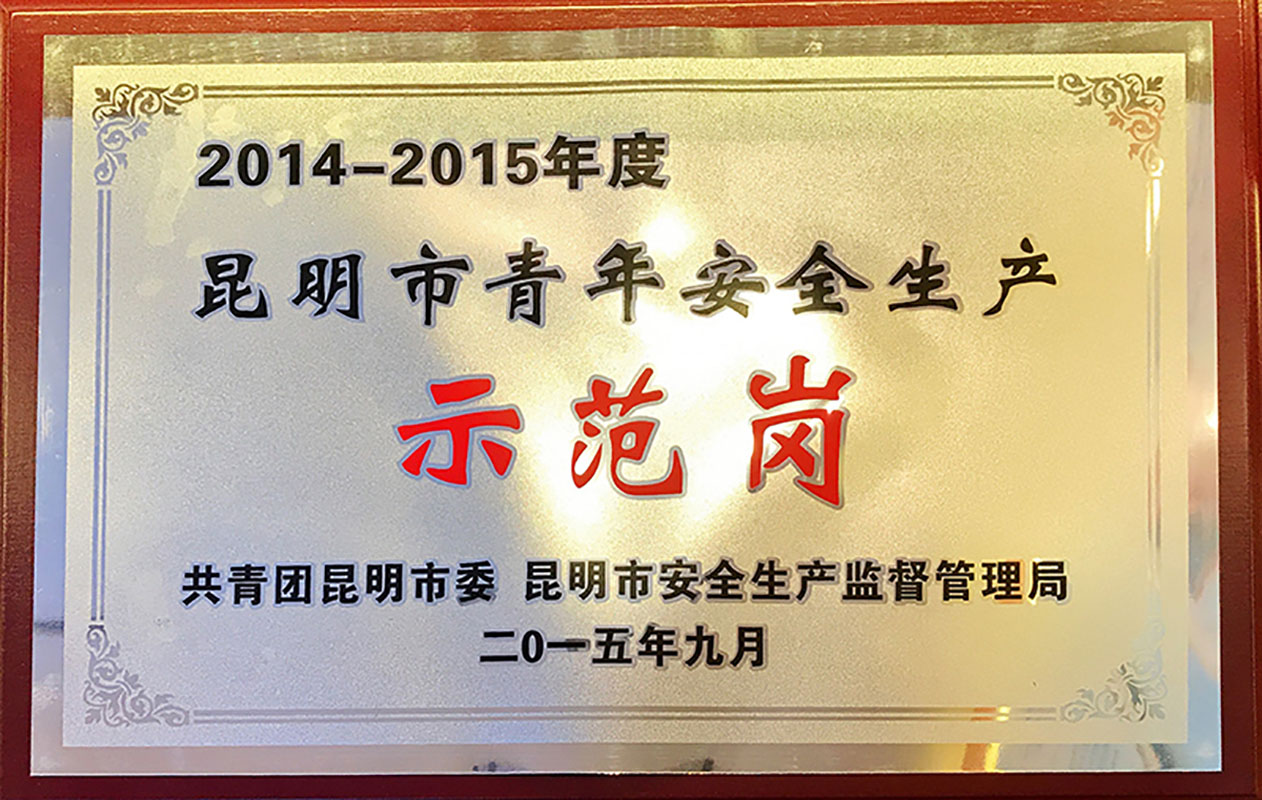 2014-2015年度
昆明市青年安全生产
示范岗
共青团昆明市委 昆明市安全生产监督管理局
二0一五年九月